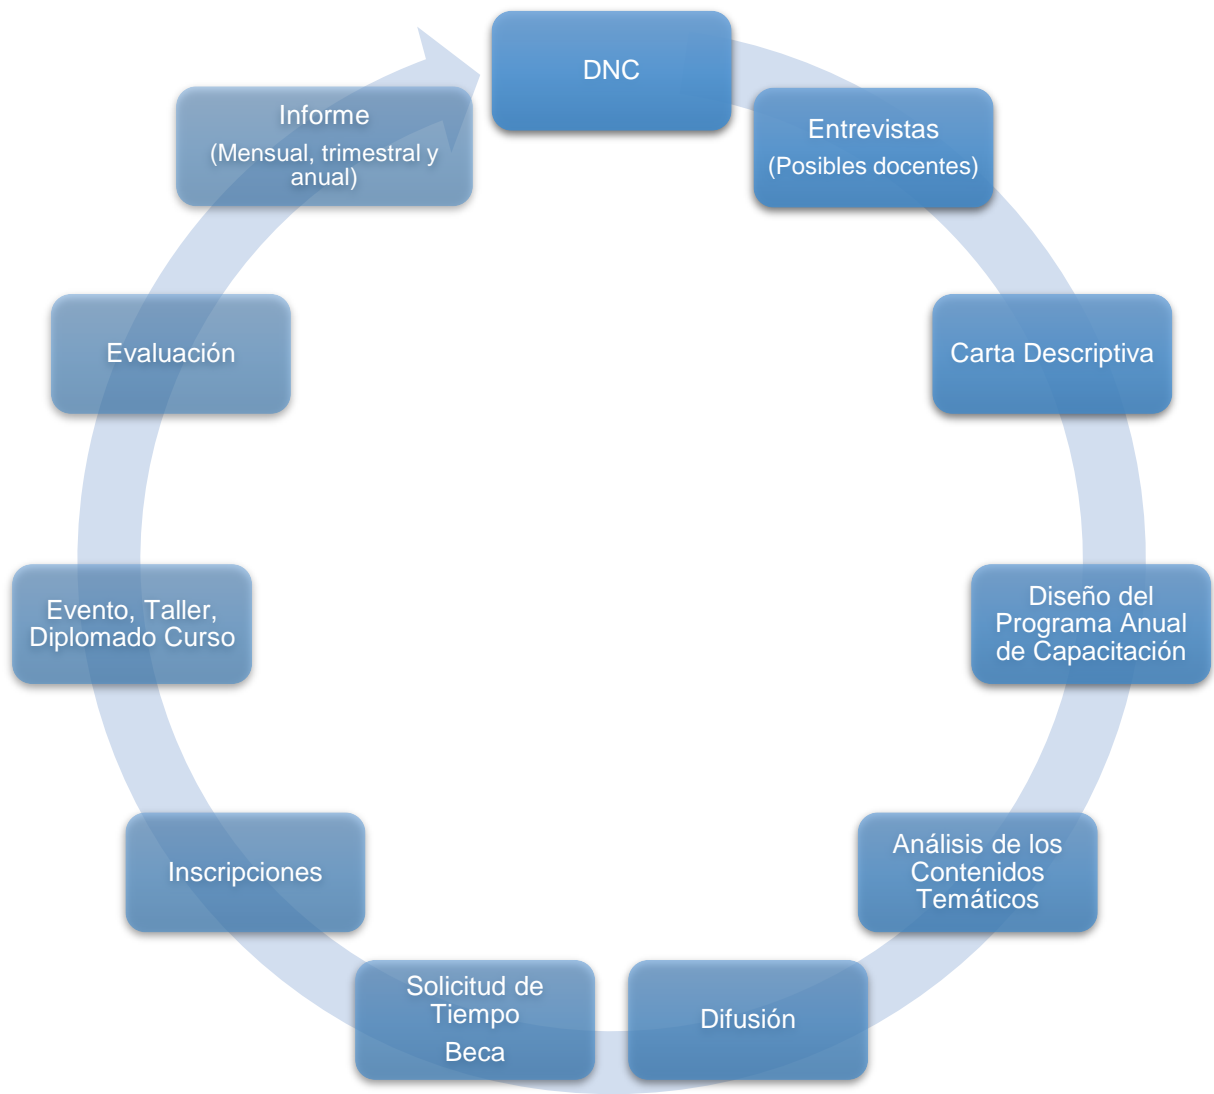 DNC
Entrevistas
(Posibles docentes)
Carta Descriptiva
Diseño del
Programa Anual
de Capacitación
Análisis de los
Contenidos
Temáticos
Difusión
Solicitud de
Tiempo
Beca
Inscripciones
Evento, Taller,
Diplomado Curso
Evaluación
Informe
(Mensual, trimestral y
anual)